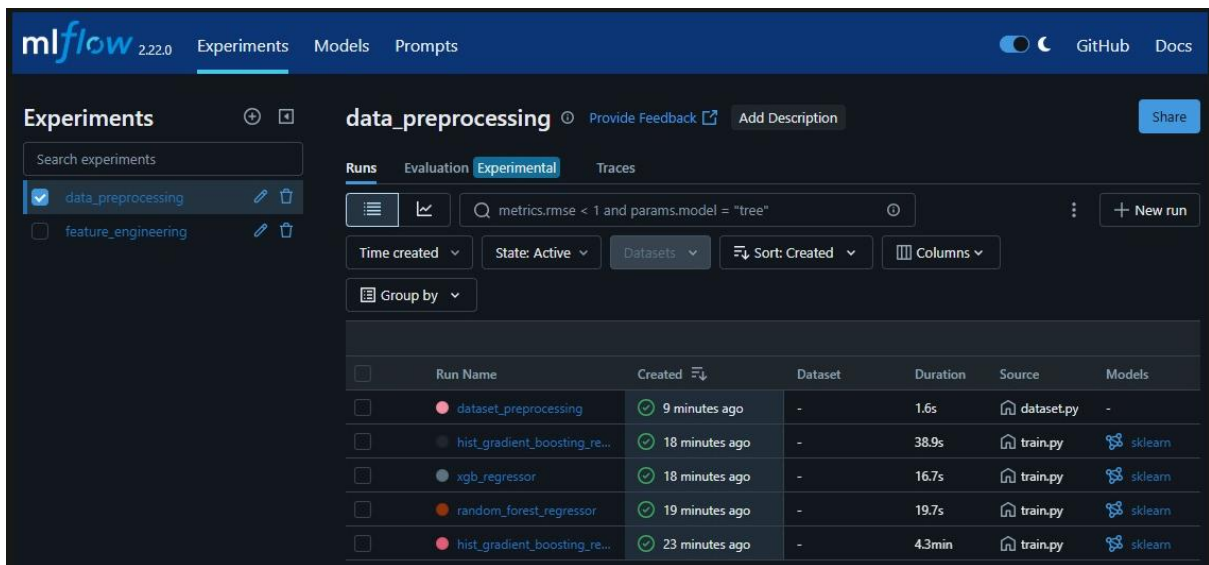 mlflow 2.22.0 Experiments Models Prompts GitHub Docs
Experiments
Search experiments
data_preprocessing
feature_engineering
data_preprocessing Provide Feedback Add Description Share
Runs Evaluation Experimental Traces
metrics.rmse < 1 and params.model = "tree" New run
Time created State: Active Datasets Sort: Created Columns
Group by
Run Name Created Dataset Duration Source Models
dataset_preprocessing 9 minutes ago - 1.6s dataset.py -
hist_gradient_boosting_re... 18 minutes ago - 38.9s train.py sklearn
xgb_regressor 18 minutes ago - 16.7s train.py sklearn
random_forest_regressor 19 minutes ago - 19.7s train.py sklearn
hist_gradient_boosting_re... 23 minutes ago - 4.3min train.py sklearn